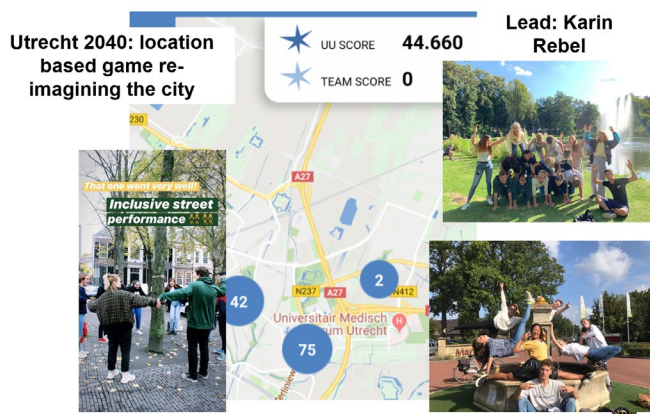 Utrecht 2040: location
based game re-
imagining the city
UU SCORE 44.660
TEAM SCORE 0
Lead: Karin
Rebel
230
A27
That one went very well!
Inclusive street
performance
42
2
N237
A27
N412
Universitair Medisch
rum Utrecht
H
75